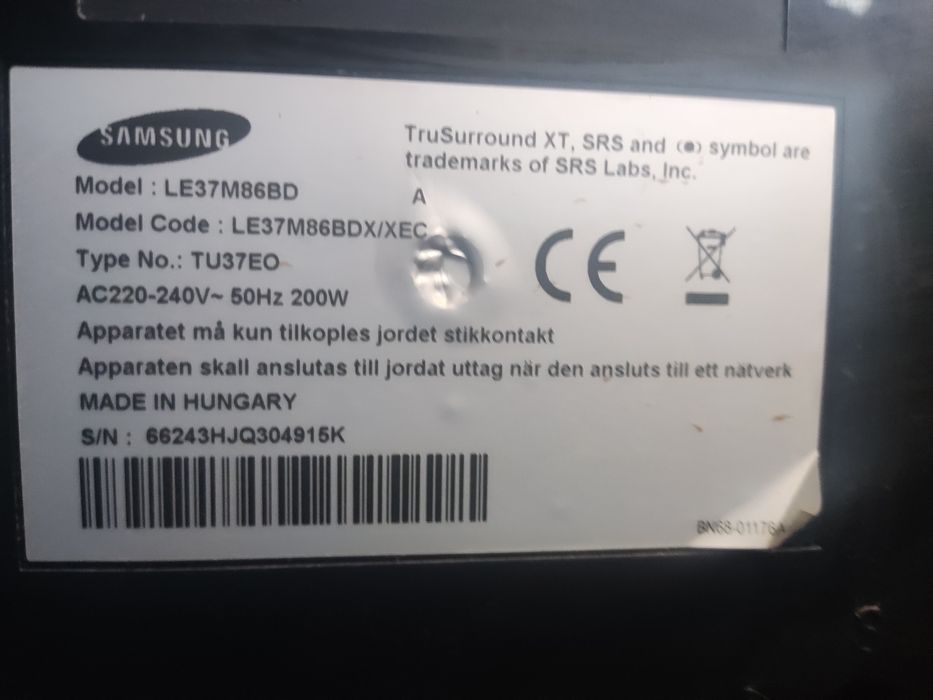 SAMSUNG
TruSurround XT, SRS and (●) symbol are
trademarks of SRS Labs, Inc.
Model : LE37M86BD A
Model Code : LE37M86BDX/XEC
Type No.: TU37EO
AC220-240V~ 50Hz 200W
Apparatet må kun tilkoples jordet stikkontakt
Apparaten skall anslutas till jordat uttag när den ansluts till ett nätverk
MADE IN HUNGARY
S/N : 66243HJQ304915K
BN68-01176A